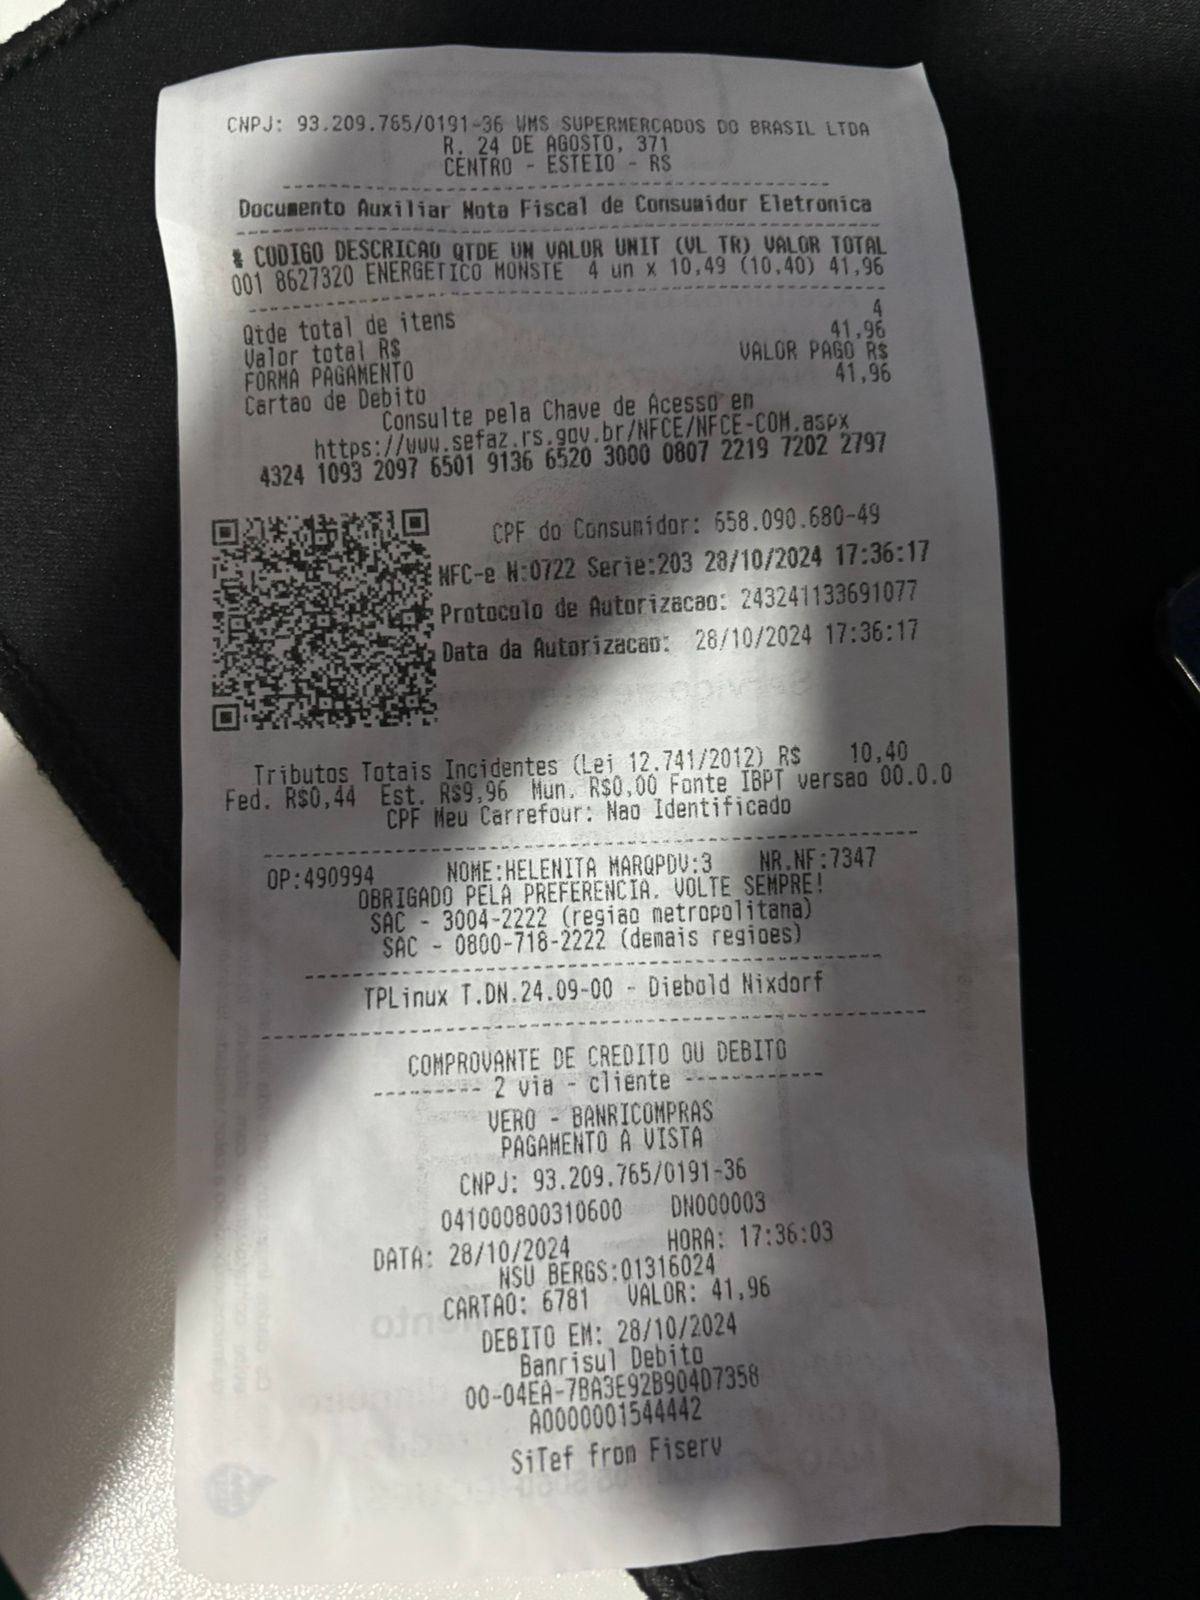 CNPJ: 93.209.765/0191-36 WMS SUPERMERCADOS DO BRASIL LTDA
R. 24 DE AGOSTO, 371
CENTRO - ESTEIO - RS
Documento Auxiliar Nota Fiscal de Consumidor Eletronica
# CODIGO DESCRICAO QTDE UN VALOR UNIT (VL TR) VALOR TOTAL
001 8627320 ENERGETICO MONSTE 4 un x 10,49 (10,40) 41,96
Qtde total de itens 4
Valor total R$ 41,96
FORMA PAGAMENTO VALOR PAGO R$
Cartao de Debito 41,96
Consulte pela Chave de Acesso em
https://www.sefaz.rs.gov.br/NFCE/NFCE-COM.aspx
4324 1093 2097 6501 9136 6520 3000 0807 2219 7202 2797
CPF do Consumidor: 658.090.680-49
NFC-e N:0722 Serie:203 28/10/2024 17:36:17
Protocolo de Autorizacao: 243241133691077
Data da Autorizacao: 28/10/2024 17:36:17
Tributos Totais Incidentes (Lei 12.741/2012) R$ 10,40
Fed. R$0,44 Est. R$9,96 Mun. R$0,00 Fonte IBPT versao 00.0.0
CPF Meu Carrefour: Nao Identificado
OP:490994 NOME:HELENITA MARQPDV:3 NR.NF:7347
OBRIGADO PELA PREFERENCIA. VOLTE SEMPRE!
SAC - 3004-2222 (regiao metropolitana)
SAC - 0800-718-2222 (demais regioes)
TPLinux T.DN.24.09-00 - Diebold Nixdorf
COMPROVANTE DE CREDITO OU DEBITO
--------- 2 via - cliente ------------
VERO - BANRICOMPRAS
PAGAMENTO A VISTA
CNPJ: 93.209.765/0191-36
041000800310600 DN000003
DATA: 28/10/2024 HORA: 17:36:03
NSU BERGS:01316024
CARTAO: 6781 VALOR: 41,96
DEBITO EM: 28/10/2024
Banrisul Debito
00-04EA-7BA3E92B904D7358
A0000001544442
SiTef from Fiserv